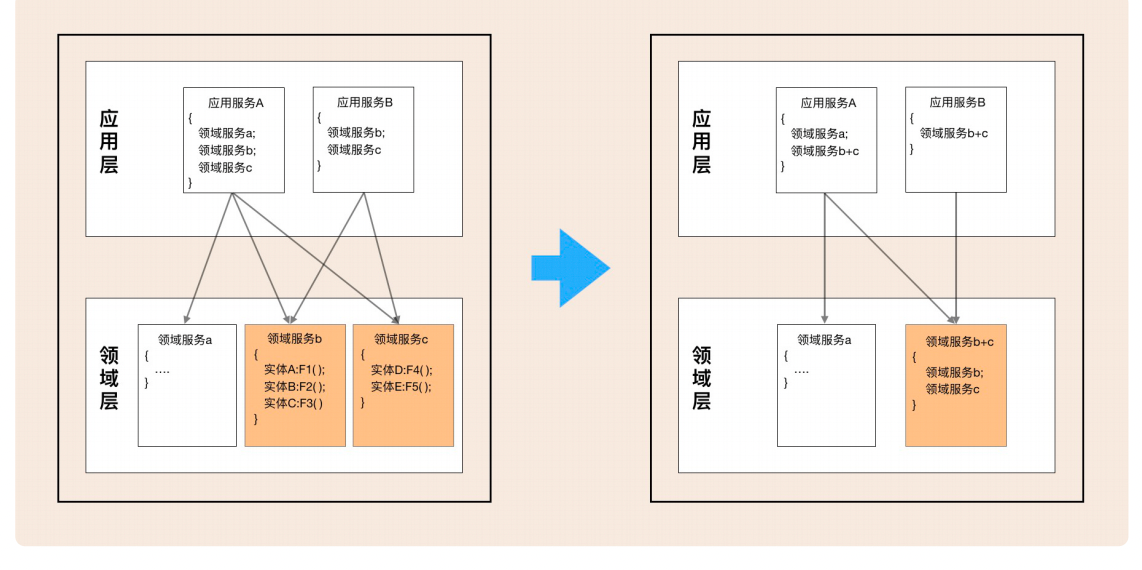 应用层
应用服务A
{
领域服务a;
领域服务b;
领域服务c
}
应用服务B
{
领域服务b;
领域服务c
}
领域层
领域服务a
{
....
}
领域服务b
{
实体A:F1();
实体B:F2();
实体C:F3()
}
领域服务c
{
实体D:F4();
实体E:F5();
}
应用层
应用服务A
{
领域服务a;
领域服务b+c
}
应用服务B
{
领域服务b+c
}
领域层
领域服务a
{
....
}
领域服务b+c
{
领域服务b;
领域服务c
}